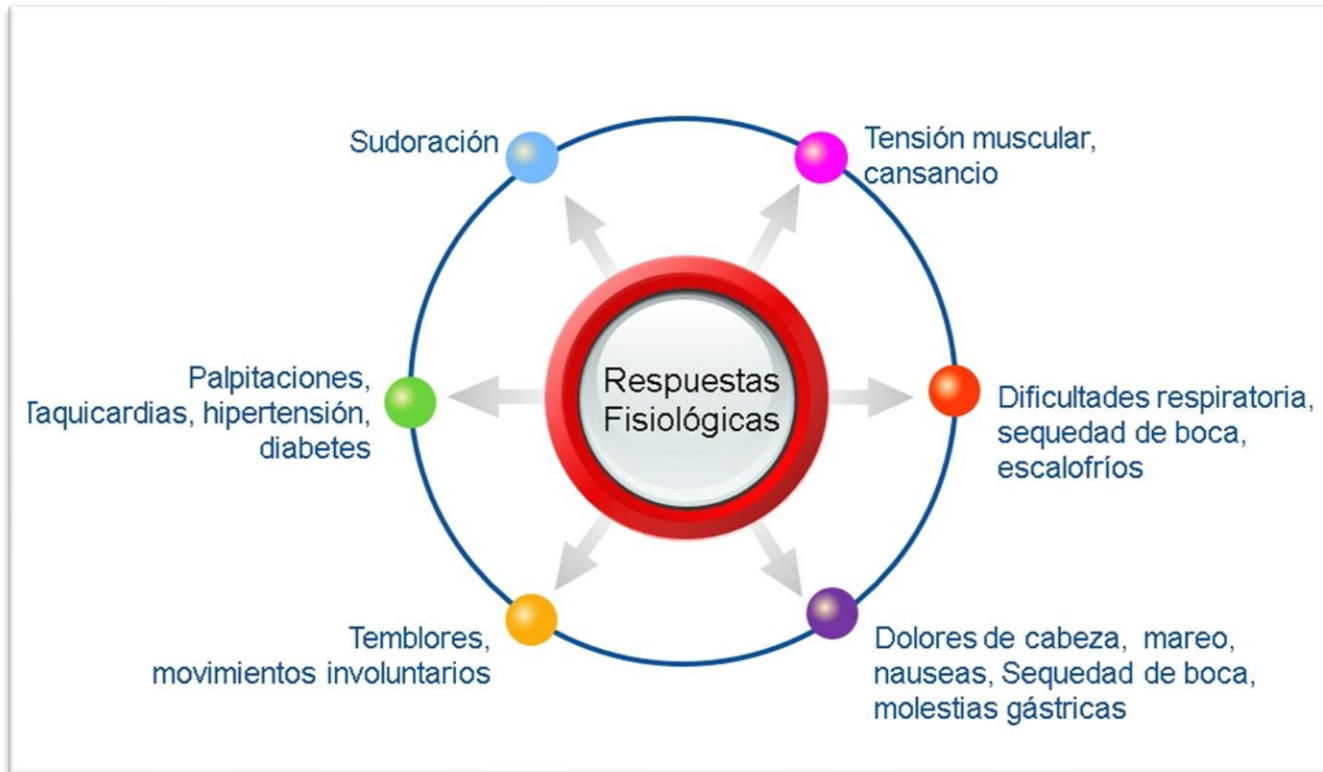 Sudoración
Tensión muscular,
cansancio
Palpitaciones,
Taquicardias, hipertensión,
diabetes
Respuestas
Fisiológicas
Dificultades respiratoria,
sequedad de boca,
escalofríos
Temblores,
movimientos involuntarios
Dolores de cabeza, mareo,
nauseas, Sequedad de boca,
molestias gástricas